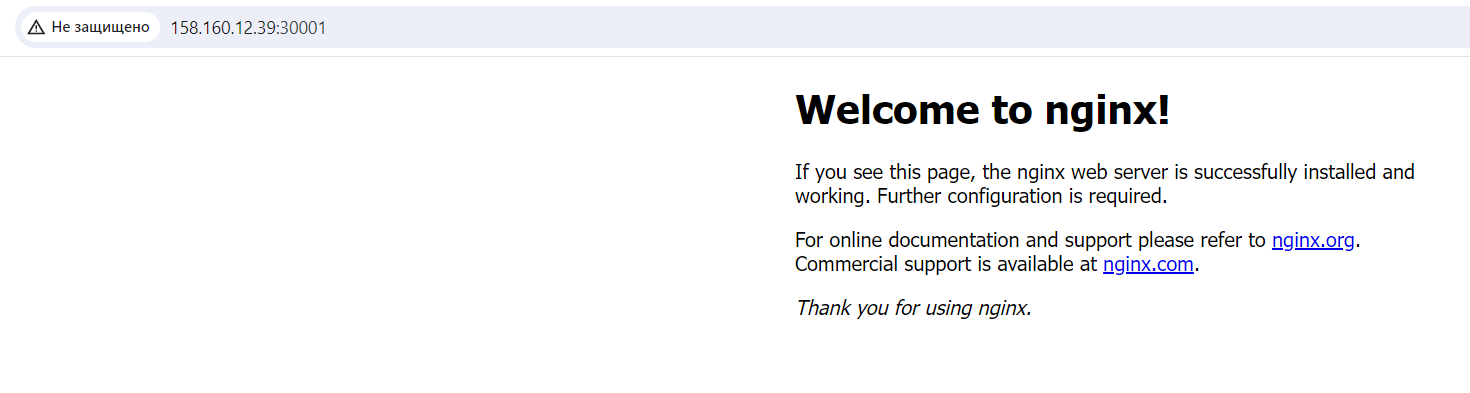 Не защищено 158.160.12.39:30001
Welcome to nginx!
If you see this page, the nginx web server is successfully installed and
working. Further configuration is required.
For online documentation and support please refer to nginx.org.
Commercial support is available at nginx.com.
Thank you for using nginx.